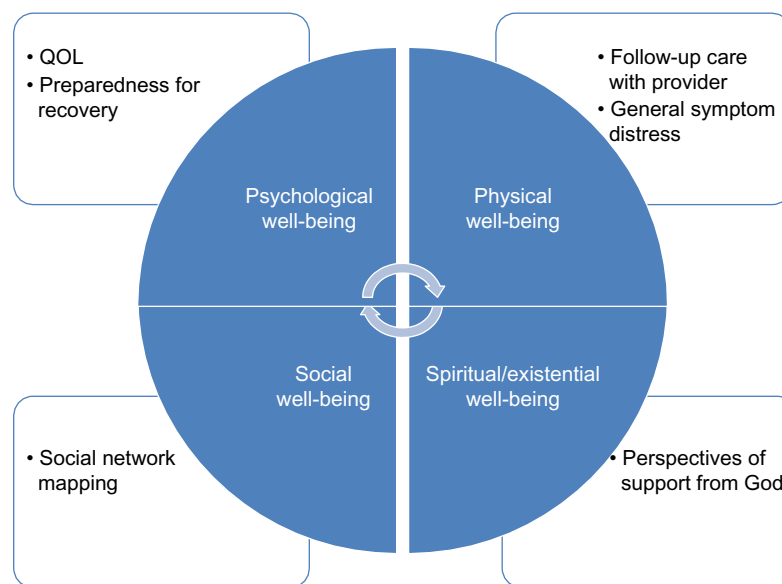 • QOL
• Preparedness for
recovery
• Follow-up care
with provider
• General symptom
distress
Psychological
well-being
Physical
well-being
Social
well-being
Spiritual/existential
well-being
• Social network
mapping
• Perspectives of
support from God